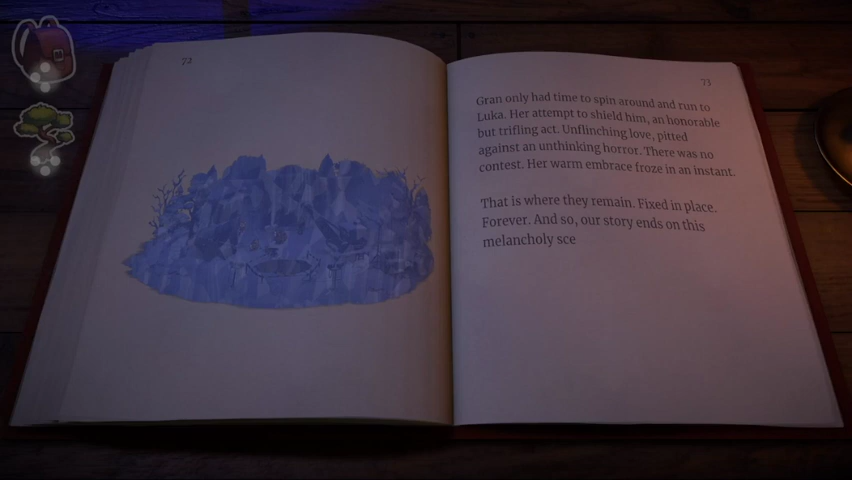 72
73
Gran only had time to spin around and run to
Luka. Her attempt to shield him, an honorable
but trifling act. Unflinching love, pitted
against an unthinking horror. There was no
contest. Her warm embrace froze in an instant.
That is where they remain. Fixed in place.
Forever. And so, our story ends on this
melancholy sce